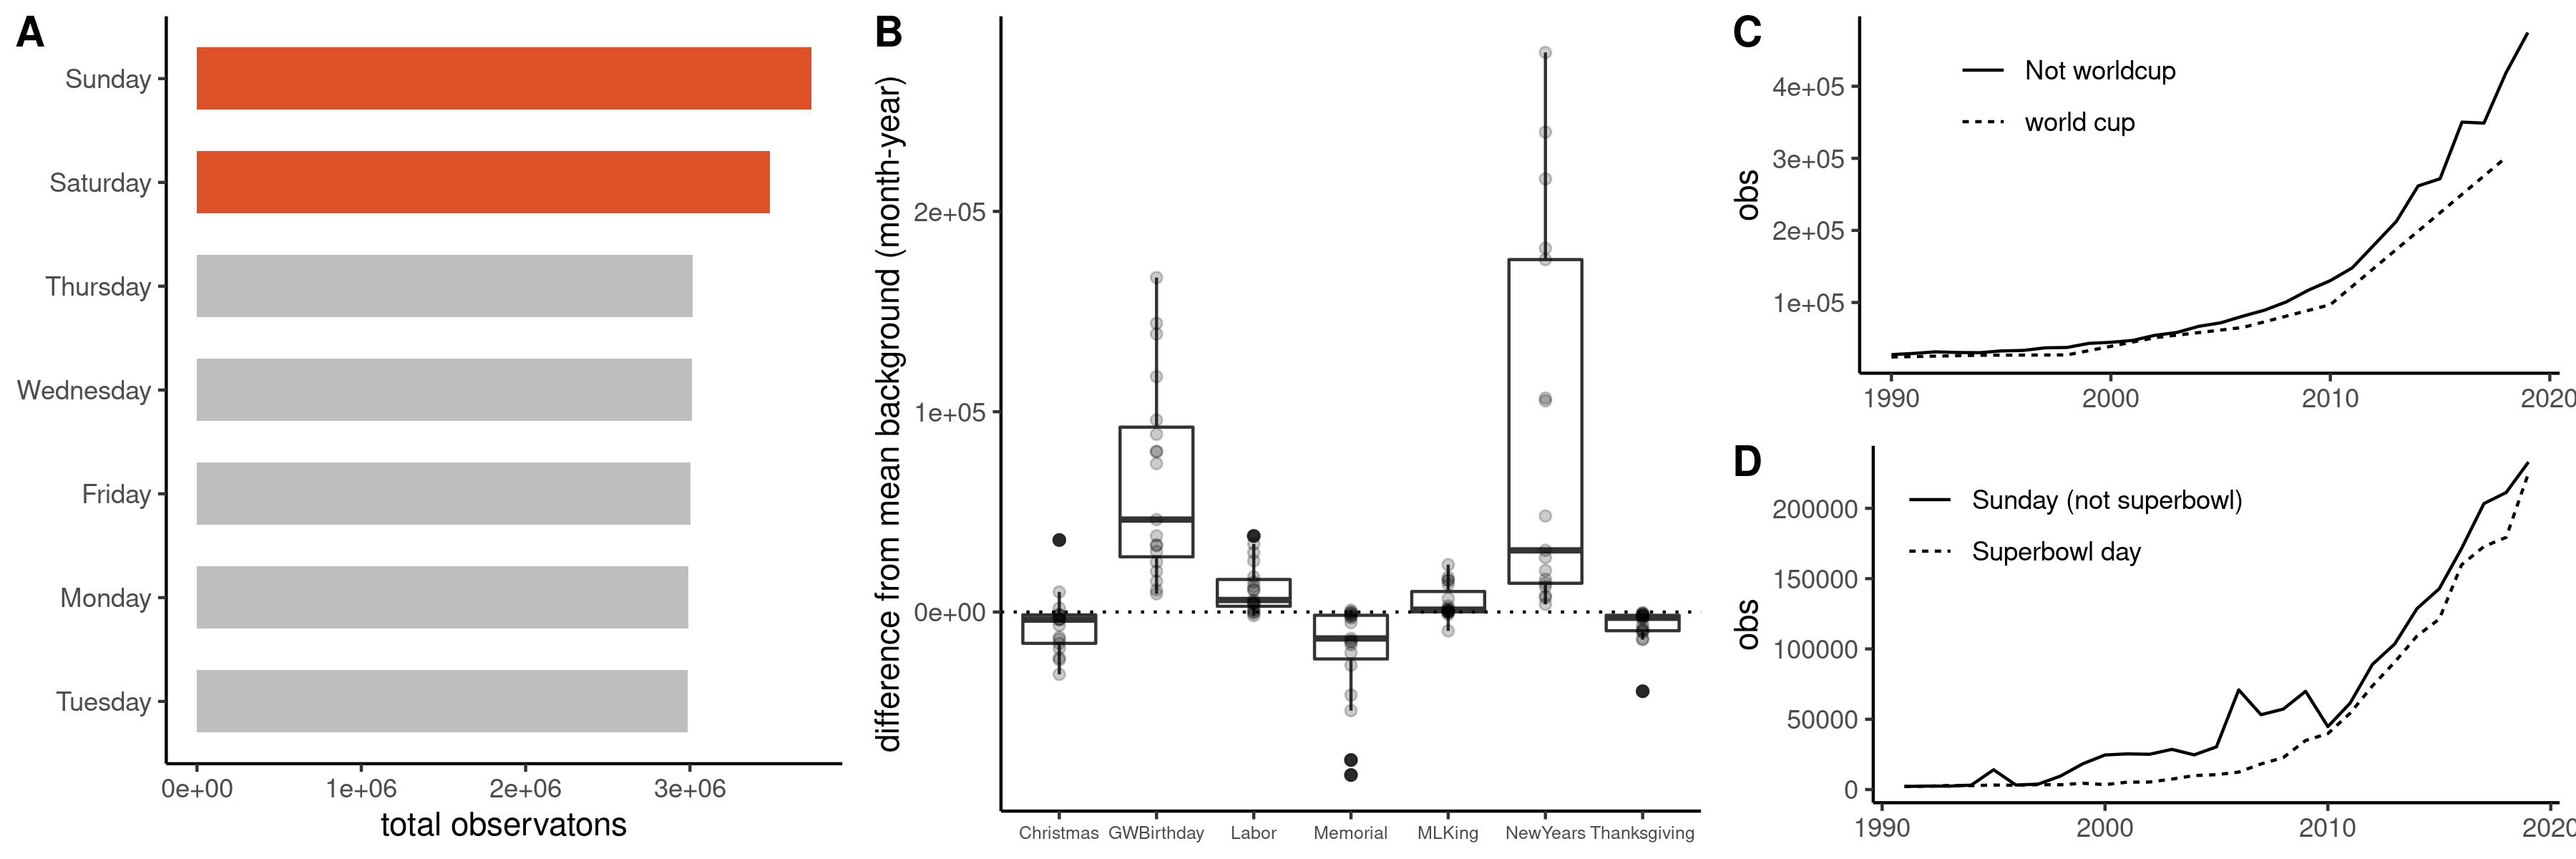 A
Sunday
Saturday
Thursday
Wednesday
Friday
Monday
Tuesday
0e+00 1e+06 2e+06 3e+06
total observatons
B
difference from mean background (month-year)
2e+05
1e+05
0e+00
Christmas GWBirthday Labor Memorial MLKing NewYears Thanksgiving
C
obs
4e+05
3e+05
2e+05
1e+05
Not worldcup
world cup
1990 2000 2010 2020
D
obs
200000
150000
100000
50000
0
Sunday (not superbowl)
Superbowl day
1990 2000 2010 2020